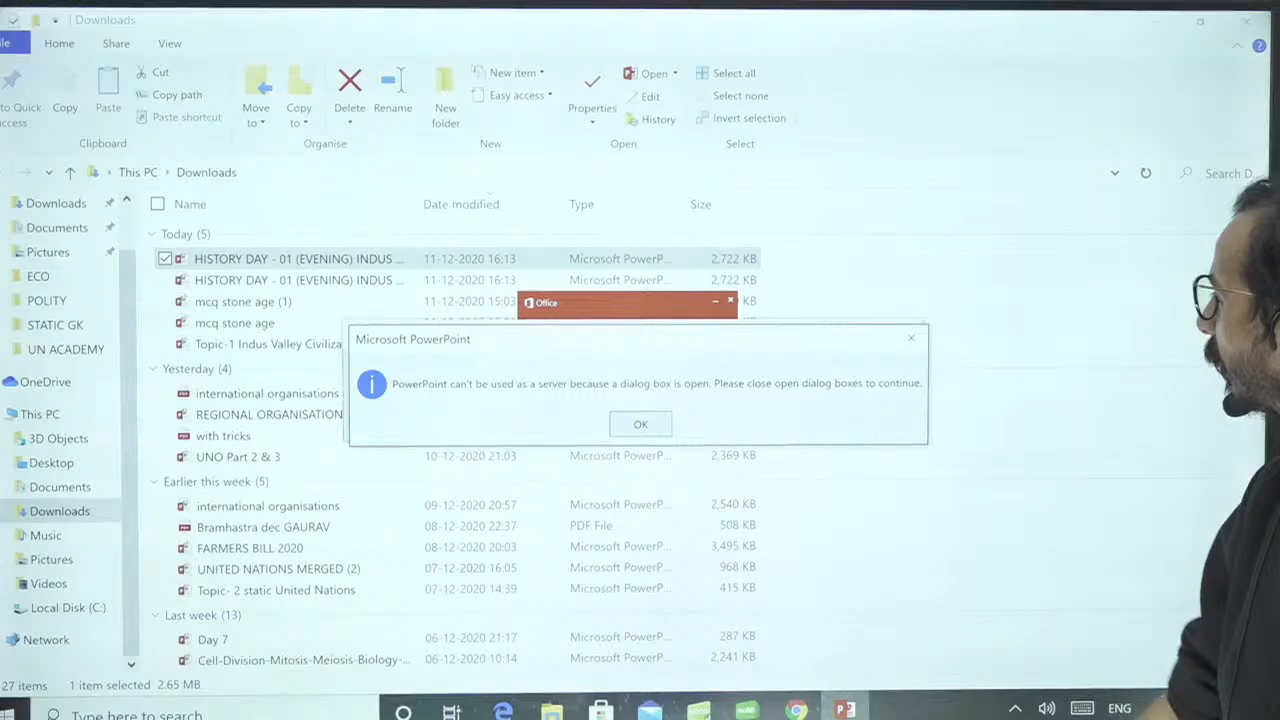 Downloads
Home Share View
Cut
Copy path
Paste shortcut
Copy
Paste
Move to
Copy to
Delete
Rename
New folder
New item
Easy access
Properties
Open
Edit
History
Select all
Select none
Invert selection
Clipboard Organise New Open Select
This PC Downloads
Search D...
Name Date modified Type Size
Today (5)
HISTORY DAY - 01 (EVENING) INDUS ... 11-12-2020 16:13 Microsoft PowerP... 2,722 KB
HISTORY DAY - 01 (EVENING) INDUS ... 11-12-2020 16:13 Microsoft PowerP... 2,722 KB
mcq stone age (1) 11-12-2020 15:03 KB
mcq stone age
Topic-1 Indus Valley Civiliza
Yesterday (4)
international organisations
REGIONAL ORGANISATION
with tricks
UNO Part 2 & 3 10-12-2020 21:03 Microsoft PowerP... 2,369 KB
Earlier this week (5)
international organisations 09-12-2020 20:57 Microsoft PowerP... 2,540 KB
Bramhastra dec GAURAV 08-12-2020 22:37 PDF File 508 KB
FARMERS BILL 2020 08-12-2020 20:03 Microsoft PowerP... 3,495 KB
UNITED NATIONS MERGED (2) 07-12-2020 16:05 Microsoft PowerP... 968 KB
Topic- 2 static United Nations 07-12-2020 14:39 Microsoft PowerP... 415 KB
Last week (13)
Day 7 06-12-2020 21:17 Microsoft PowerP... 287 KB
Cell-Division-Mitosis-Meiosis-Biology-... 06-12-2020 10:14 Microsoft PowerP... 2,241 KB
Office
Microsoft PowerPoint
PowerPoint can't be used as a server because a dialog box is open. Please close open dialog boxes to continue.
OK
Downloads
Documents
Pictures
ECO
POLITY
STATIC GK
UN ACADEMY
OneDrive
This PC
3D Objects
Desktop
Documents
Downloads
Music
Pictures
Videos
Local Disk (C:)
Network
27 items 1 item selected 2.65 MB
Type here to search
ENG